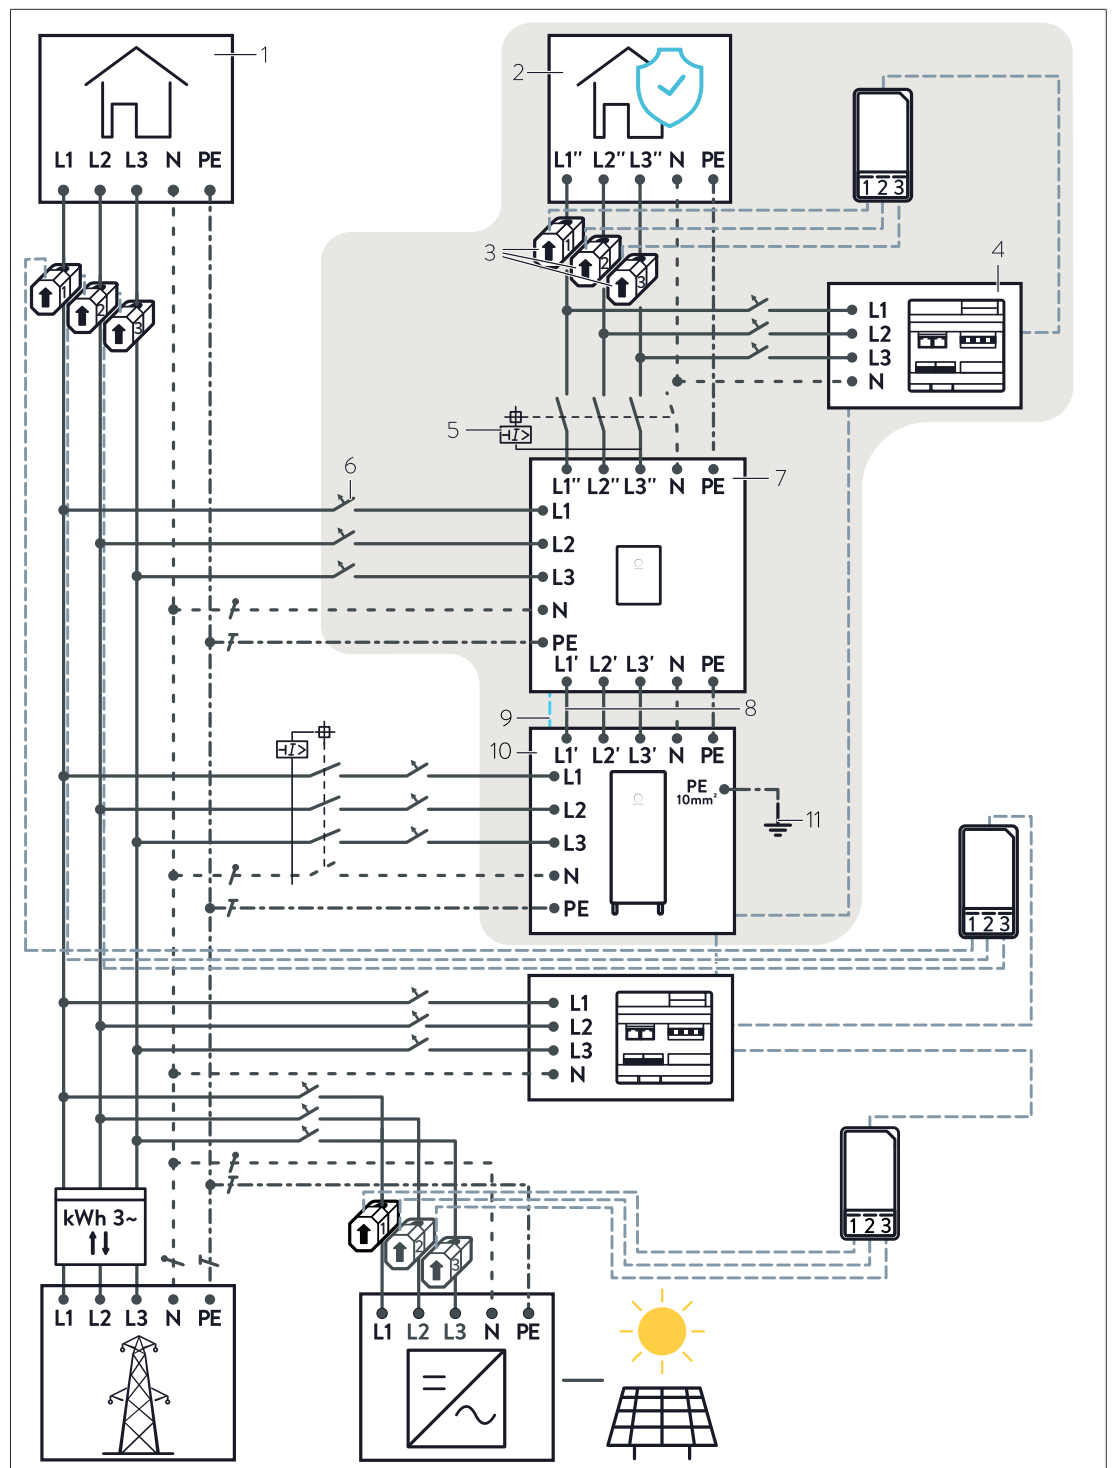 1
L1 L2 L3 N PE
2
L1" L2" L3" N PE
1 2 3
3
1
2
3
1
2
3
4
L1
L2
L3
N
5
I>
6
L1" L2" L3" N PE
7
L1
L2
L3
N
PE
L1' L2' L3' N PE
8
9
10
L1' L2' L3' N PE
I>
L1
L2
L3
N
PE
PE
10mm²
11
1 2 3
L1
L2
L3
N
kWh 3~
1
2
3
1 2 3
L1 L2 L3 N PE
L1 L2 L3 N PE